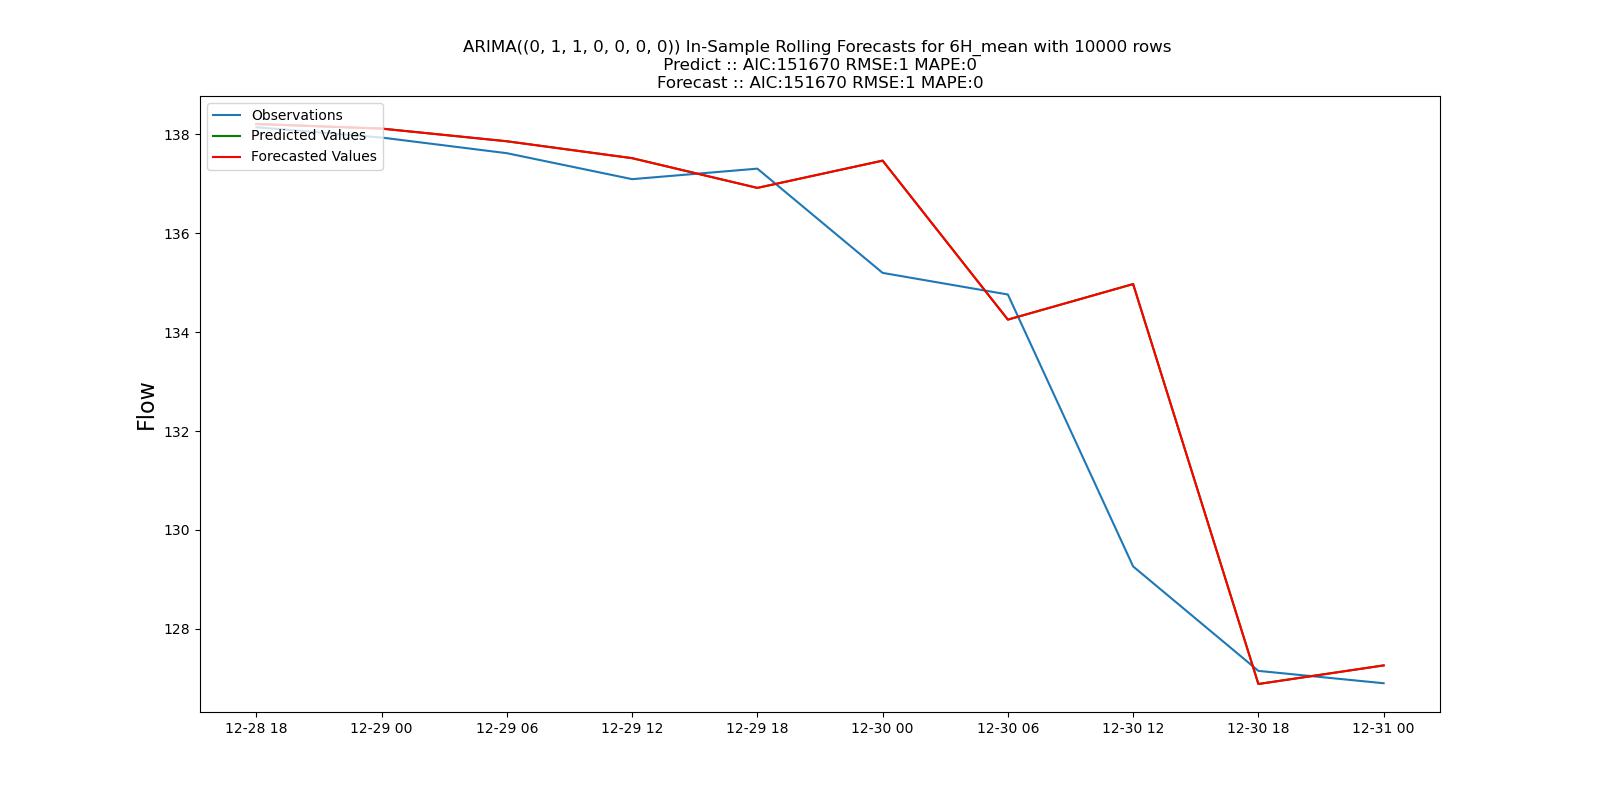 ARIMA((0, 1, 1, 0, 0, 0, 0)) In-Sample Rolling Forecasts for 6H_mean with 10000 rows
Predict :: AIC:151670 RMSE:1 MAPE:0
Forecast :: AIC:151670 RMSE:1 MAPE:0
Observations
Predicted Values
Forecasted Values
138
136
134
132
130
128
Flow
12-28 18
12-29 00
12-29 06
12-29 12
12-29 18
12-30 00
12-30 06
12-30 12
12-30 18
12-31 00